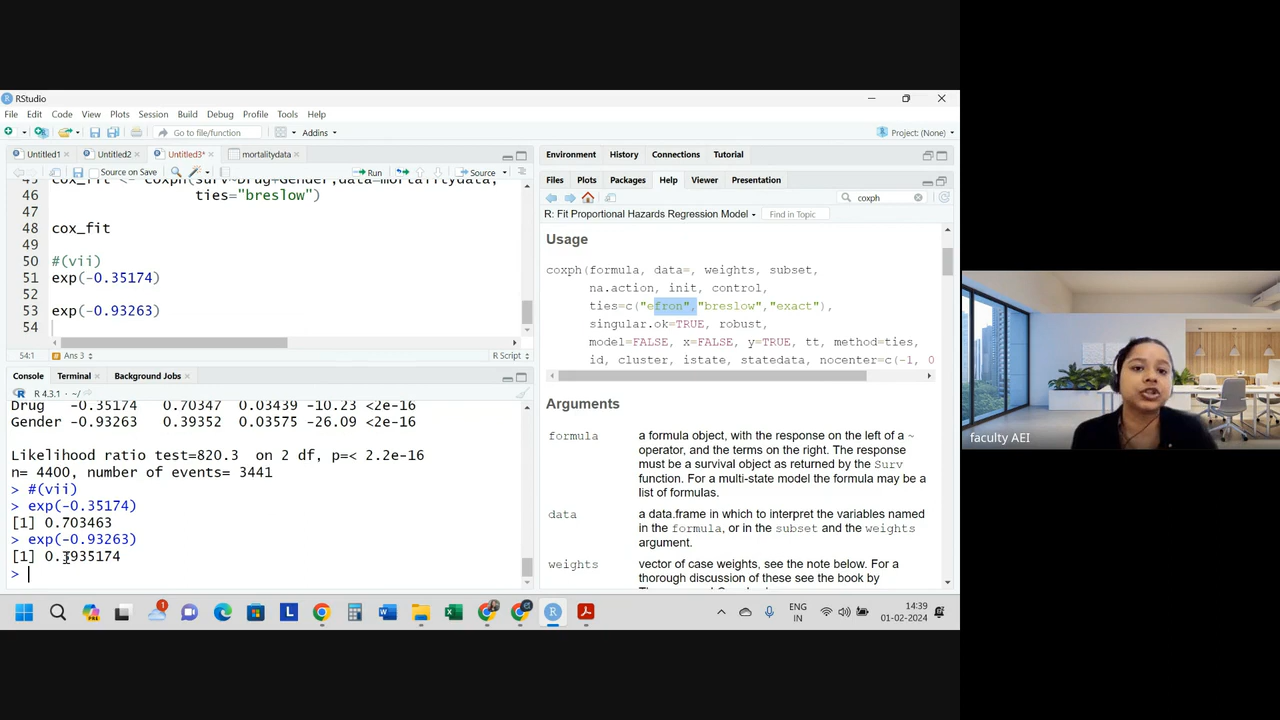 RStudio
File Edit Code View Plots Session Build Debug Profile Tools Help
Go to file/function
Addins
Project: (None)
Untitled1
Untitled2
Untitled3*
mortalitydata
Source on Save
Run
Source
45 cox_fit <- coxph(Surv~Drug+Gender,data=mortalitydata,
46 ties="breslow")
47
48 cox_fit
49
50 #(vii)
51 exp(-0.35174)
52
53 exp(-0.93263)
54
54:1
Ans 3
R Script
Console Terminal Background Jobs
R 4.3.1 · ~/
Drug -0.35174 0.70347 0.03439 -10.23 <2e-16
Gender -0.93263 0.39352 0.03575 -26.09 <2e-16
Likelihood ratio test=820.3 on 2 df, p=< 2.2e-16
n= 4400, number of events= 3441
> #(vii)
> exp(-0.35174)
[1] 0.703463
> exp(-0.93263)
[1] 0.3935174
>
Environment History Connections Tutorial
Files Plots Packages Help Viewer Presentation
coxph
R: Fit Proportional Hazards Regression Model
Find in Topic
Usage
coxph(formula, data=, weights, subset,
na.action, init, control,
ties=c("efron","breslow","exact"),
singular.ok=TRUE, robust,
model=FALSE, x=FALSE, y=TRUE, tt, method=ties,
id, cluster, istate, statedata, nocenter=c(-1, 0
Arguments
formula
a formula object, with the response on the left of a ~
operator, and the terms on the right. The response
must be a survival object as returned by the Surv
function. For a multi-state model the formula may be a
list of formulas.
data
a data.frame in which to interpret the variables named
in the formula, or in the subset and the weights
argument.
weights
vector of case weights, see the note below. For a
thorough discussion of these see the book by
faculty AEI
1
L
PRE
ENG
IN
14:39
01-02-2024